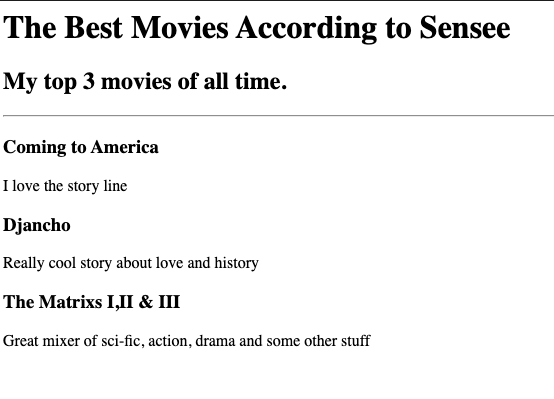 The Best Movies According to Sensee
My top 3 movies of all time.
Coming to America
I love the story line
Djancho
Really cool story about love and history
The Matrixs I,II & III
Great mixer of sci-fic, action, drama and some other stuff